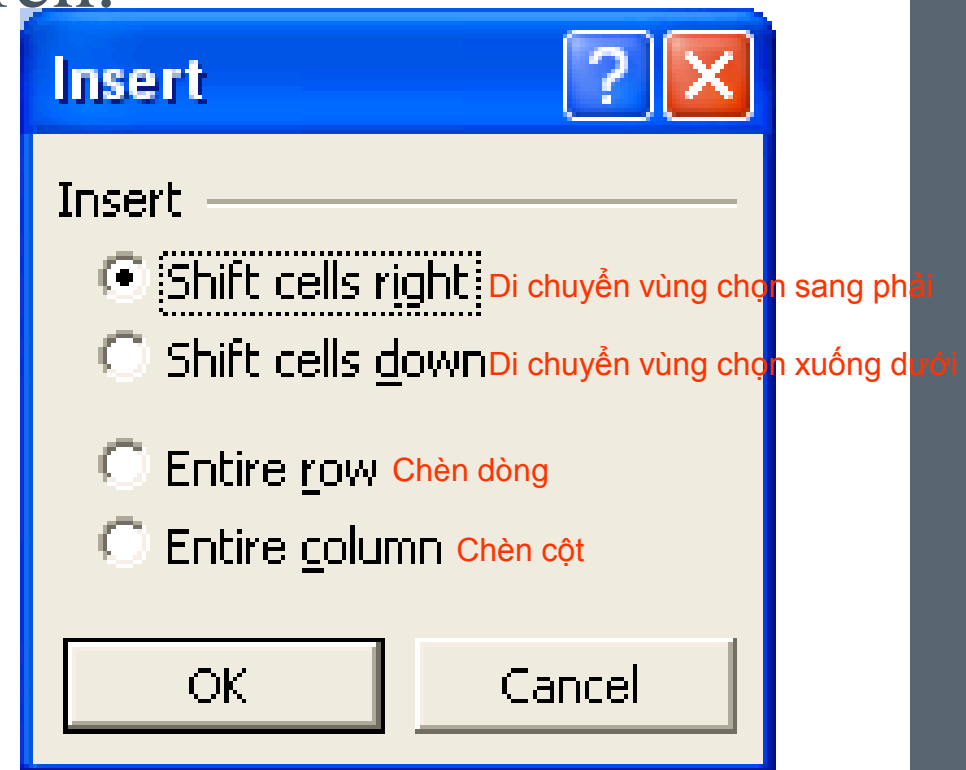 Insert
Insert
Shift cells right Di chuyển vùng chọn sang phải
Shift cells down Di chuyển vùng chọn xuống dưới
Entire row Chèn dòng
Entire column Chèn cột
OK Cancel